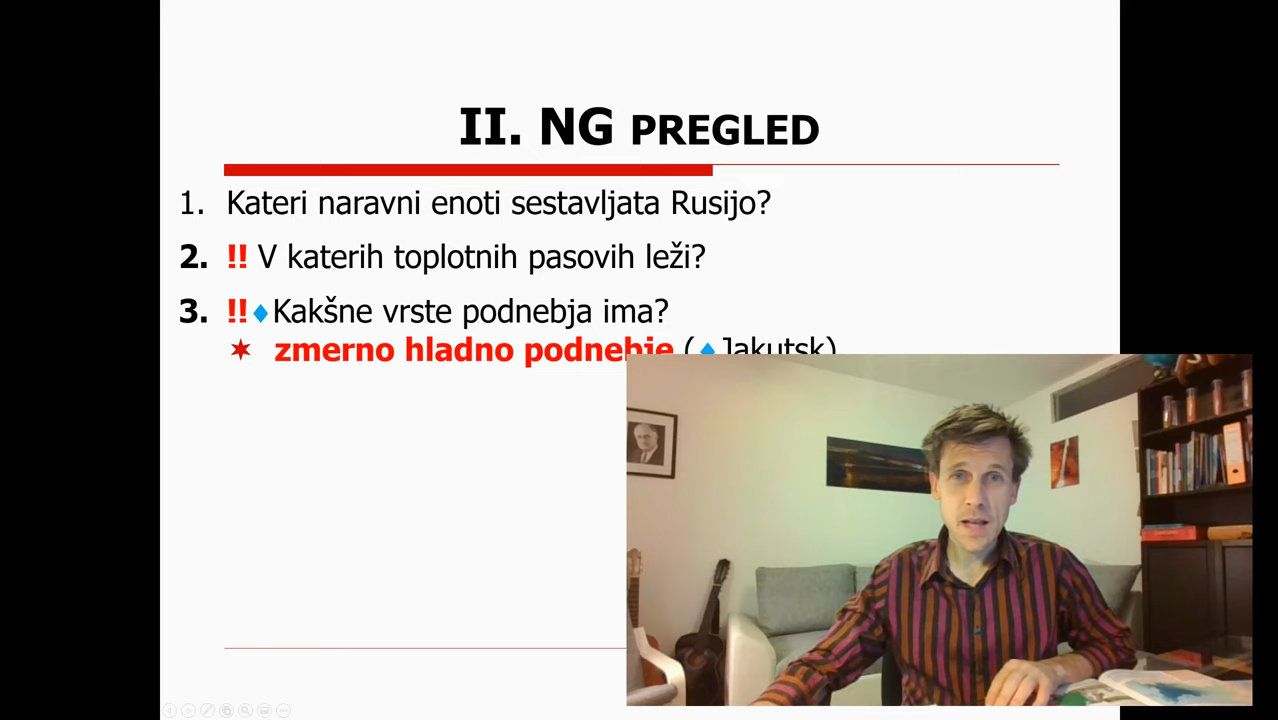 II. NG PREGLED
1. Kateri naravni enoti sestavljata Rusijo?
2. !! V katerih toplotnih pasovih leži?
3. !!♦Kakšne vrste podnebja ima?
✶ zmerno hladno podnebje (♦Jakutsk)